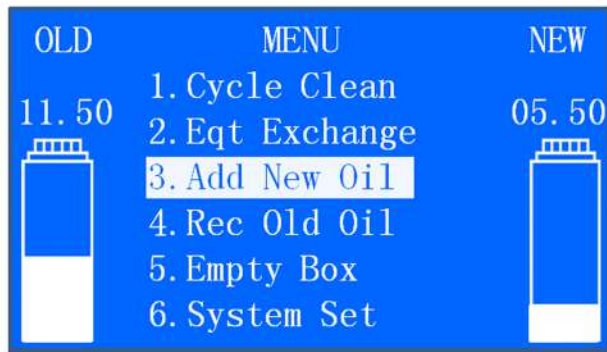 OLD MENU NEW
11.50 05.50
1.Cycle Clean
2.Eqt Exchange
3.Add New Oil
4.Rec Old Oil
5.Empty Box
6.System Set